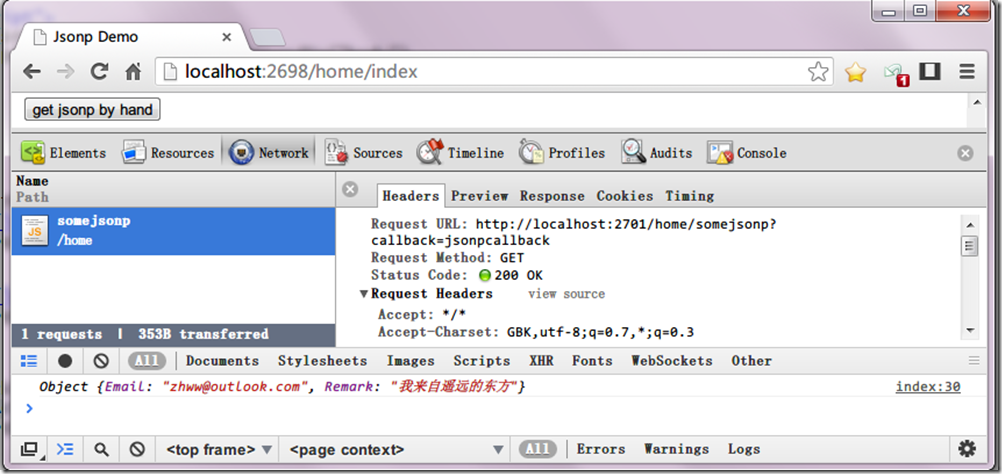 Jsonp Demo
localhost:2698/home/index
1
get jsonp by hand
Elements Resources Network Sources Timeline Profiles Audits Console
Name
Path
Headers Preview Response Cookies Timing
somejsonp
/home
JS
Request URL: http://localhost:2701/home/somejsonp?
callback=jsonpcallback
Request Method: GET
Status Code: 200 OK
Request Headers view source
Accept: */*
Accept-Charset: GBK,utf-8;q=0.7,*;q=0.3
1 requests | 353B transferred
All Documents Stylesheets Images Scripts XHR Fonts WebSockets Other
Object {Email: "zhww@outlook.com", Remark: "我来自遥远的东方"} index:30
<top frame> <page context> All Errors Warnings Logs